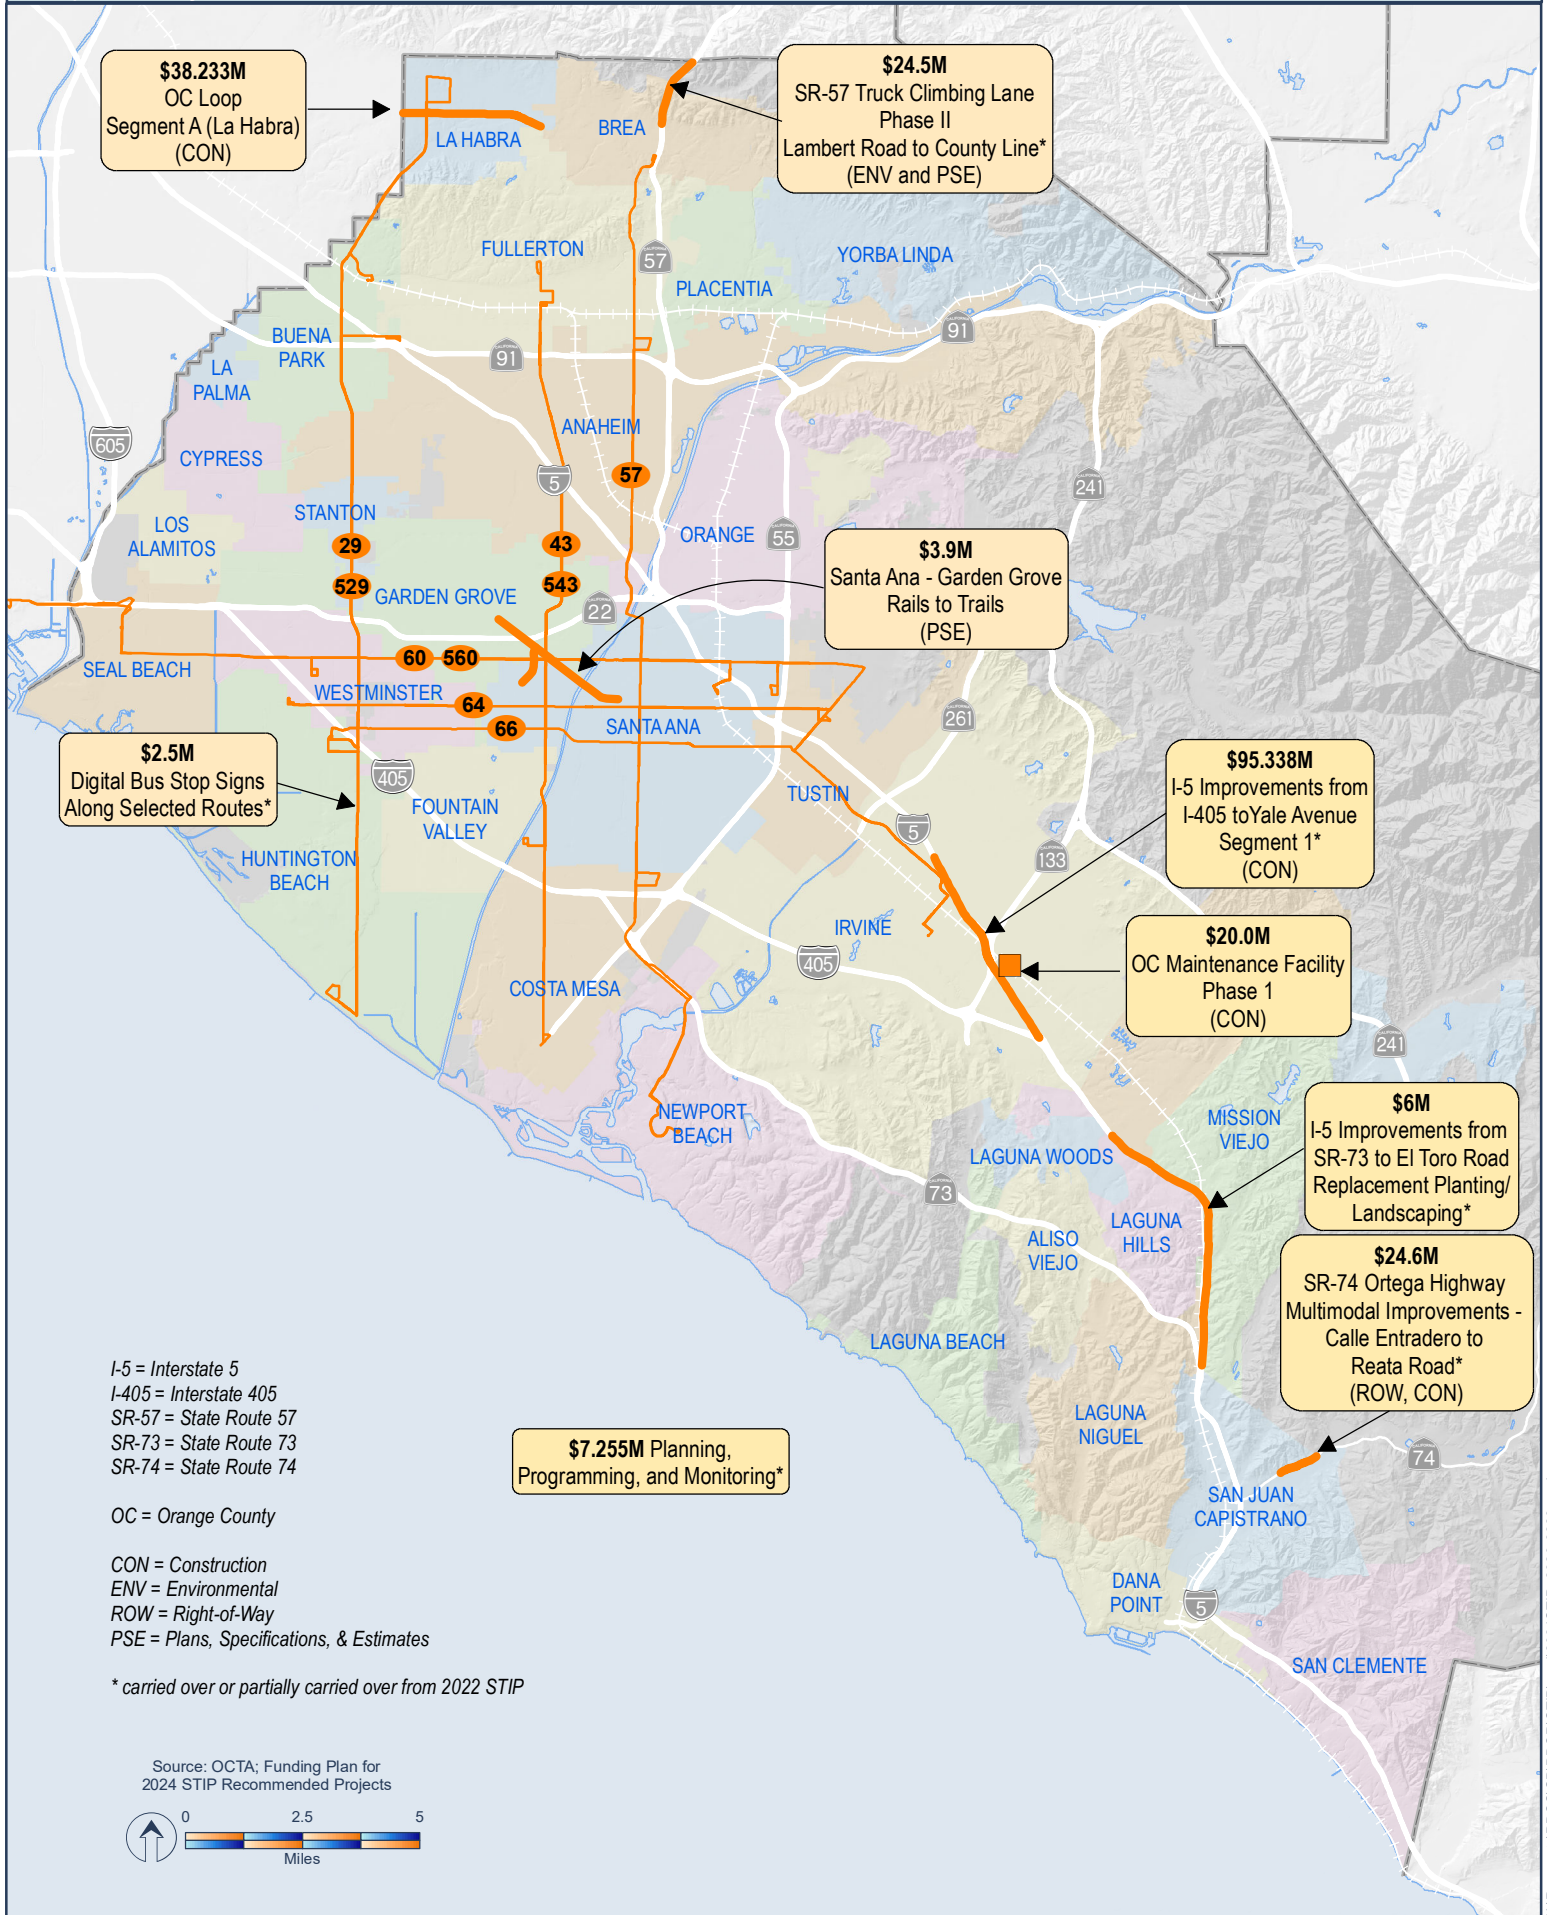 $38.233M
OC Loop
Segment A (La Habra)
(CON)
$24.5M
SR-57 Truck Climbing Lane
Phase II
Lambert Road to County Line*
(ENV and PSE)
LA HABRA
BREA
FULLERTON
CALIFORNIA
57
PLACENTIA
YORBA LINDA
BUENA
PARK
CALIFORNIA
91
CALIFORNIA
91
LA
PALMA
605
CYPRESS
ANAHEIM
5
57
CALIFORNIA
241
STANTON
LOS
ALAMITOS
ORANGE
CALIFORNIA
55
29
43
529
543
GARDEN GROVE
CALIFORNIA
22
$3.9M
Santa Ana - Garden Grove
Rails to Trails
(PSE)
SEAL BEACH
60
560
WESTMINSTER
64
66
SANTA ANA
CALIFORNIA
261
$2.5M
Digital Bus Stop Signs
Along Selected Routes*
405
FOUNTAIN
VALLEY
TUSTIN
5
CALIFORNIA
133
$95.338M
I-5 Improvements from
I-405 toYale Avenue
Segment 1*
(CON)
HUNTINGTON
BEACH
IRVINE
405
$20.0M
OC Maintenance Facility
Phase 1
(CON)
COSTA MESA
CALIFORNIA
241
NEWPORT
BEACH
MISSION
VIEJO
LAGUNA WOODS
CALIFORNIA
73
$6M
I-5 Improvements from
SR-73 to El Toro Road
Replacement Planting/
Landscaping*
ALISO
VIEJO
LAGUNA
HILLS
$24.6M
SR-74 Ortega Highway
Multimodal Improvements -
Calle Entradero to
Reata Road*
(ROW, CON)
LAGUNA BEACH
LAGUNA
NIGUEL
CALIFORNIA
74
SAN JUAN
CAPISTRANO
DANA
POINT
5
SAN CLEMENTE
$7.255M Planning,
Programming, and Monitoring*
I-5 = Interstate 5
I-405 = Interstate 405
SR-57 = State Route 57
SR-73 = State Route 73
SR-74 = State Route 74
OC = Orange County
CON = Construction
ENV = Environmental
ROW = Right-of-Way
PSE = Plans, Specifications, & Estimates
* carried over or partially carried over from 2022 STIP
Source: OCTA; Funding Plan for
2024 STIP Recommended Projects
0 2.5 5
Miles